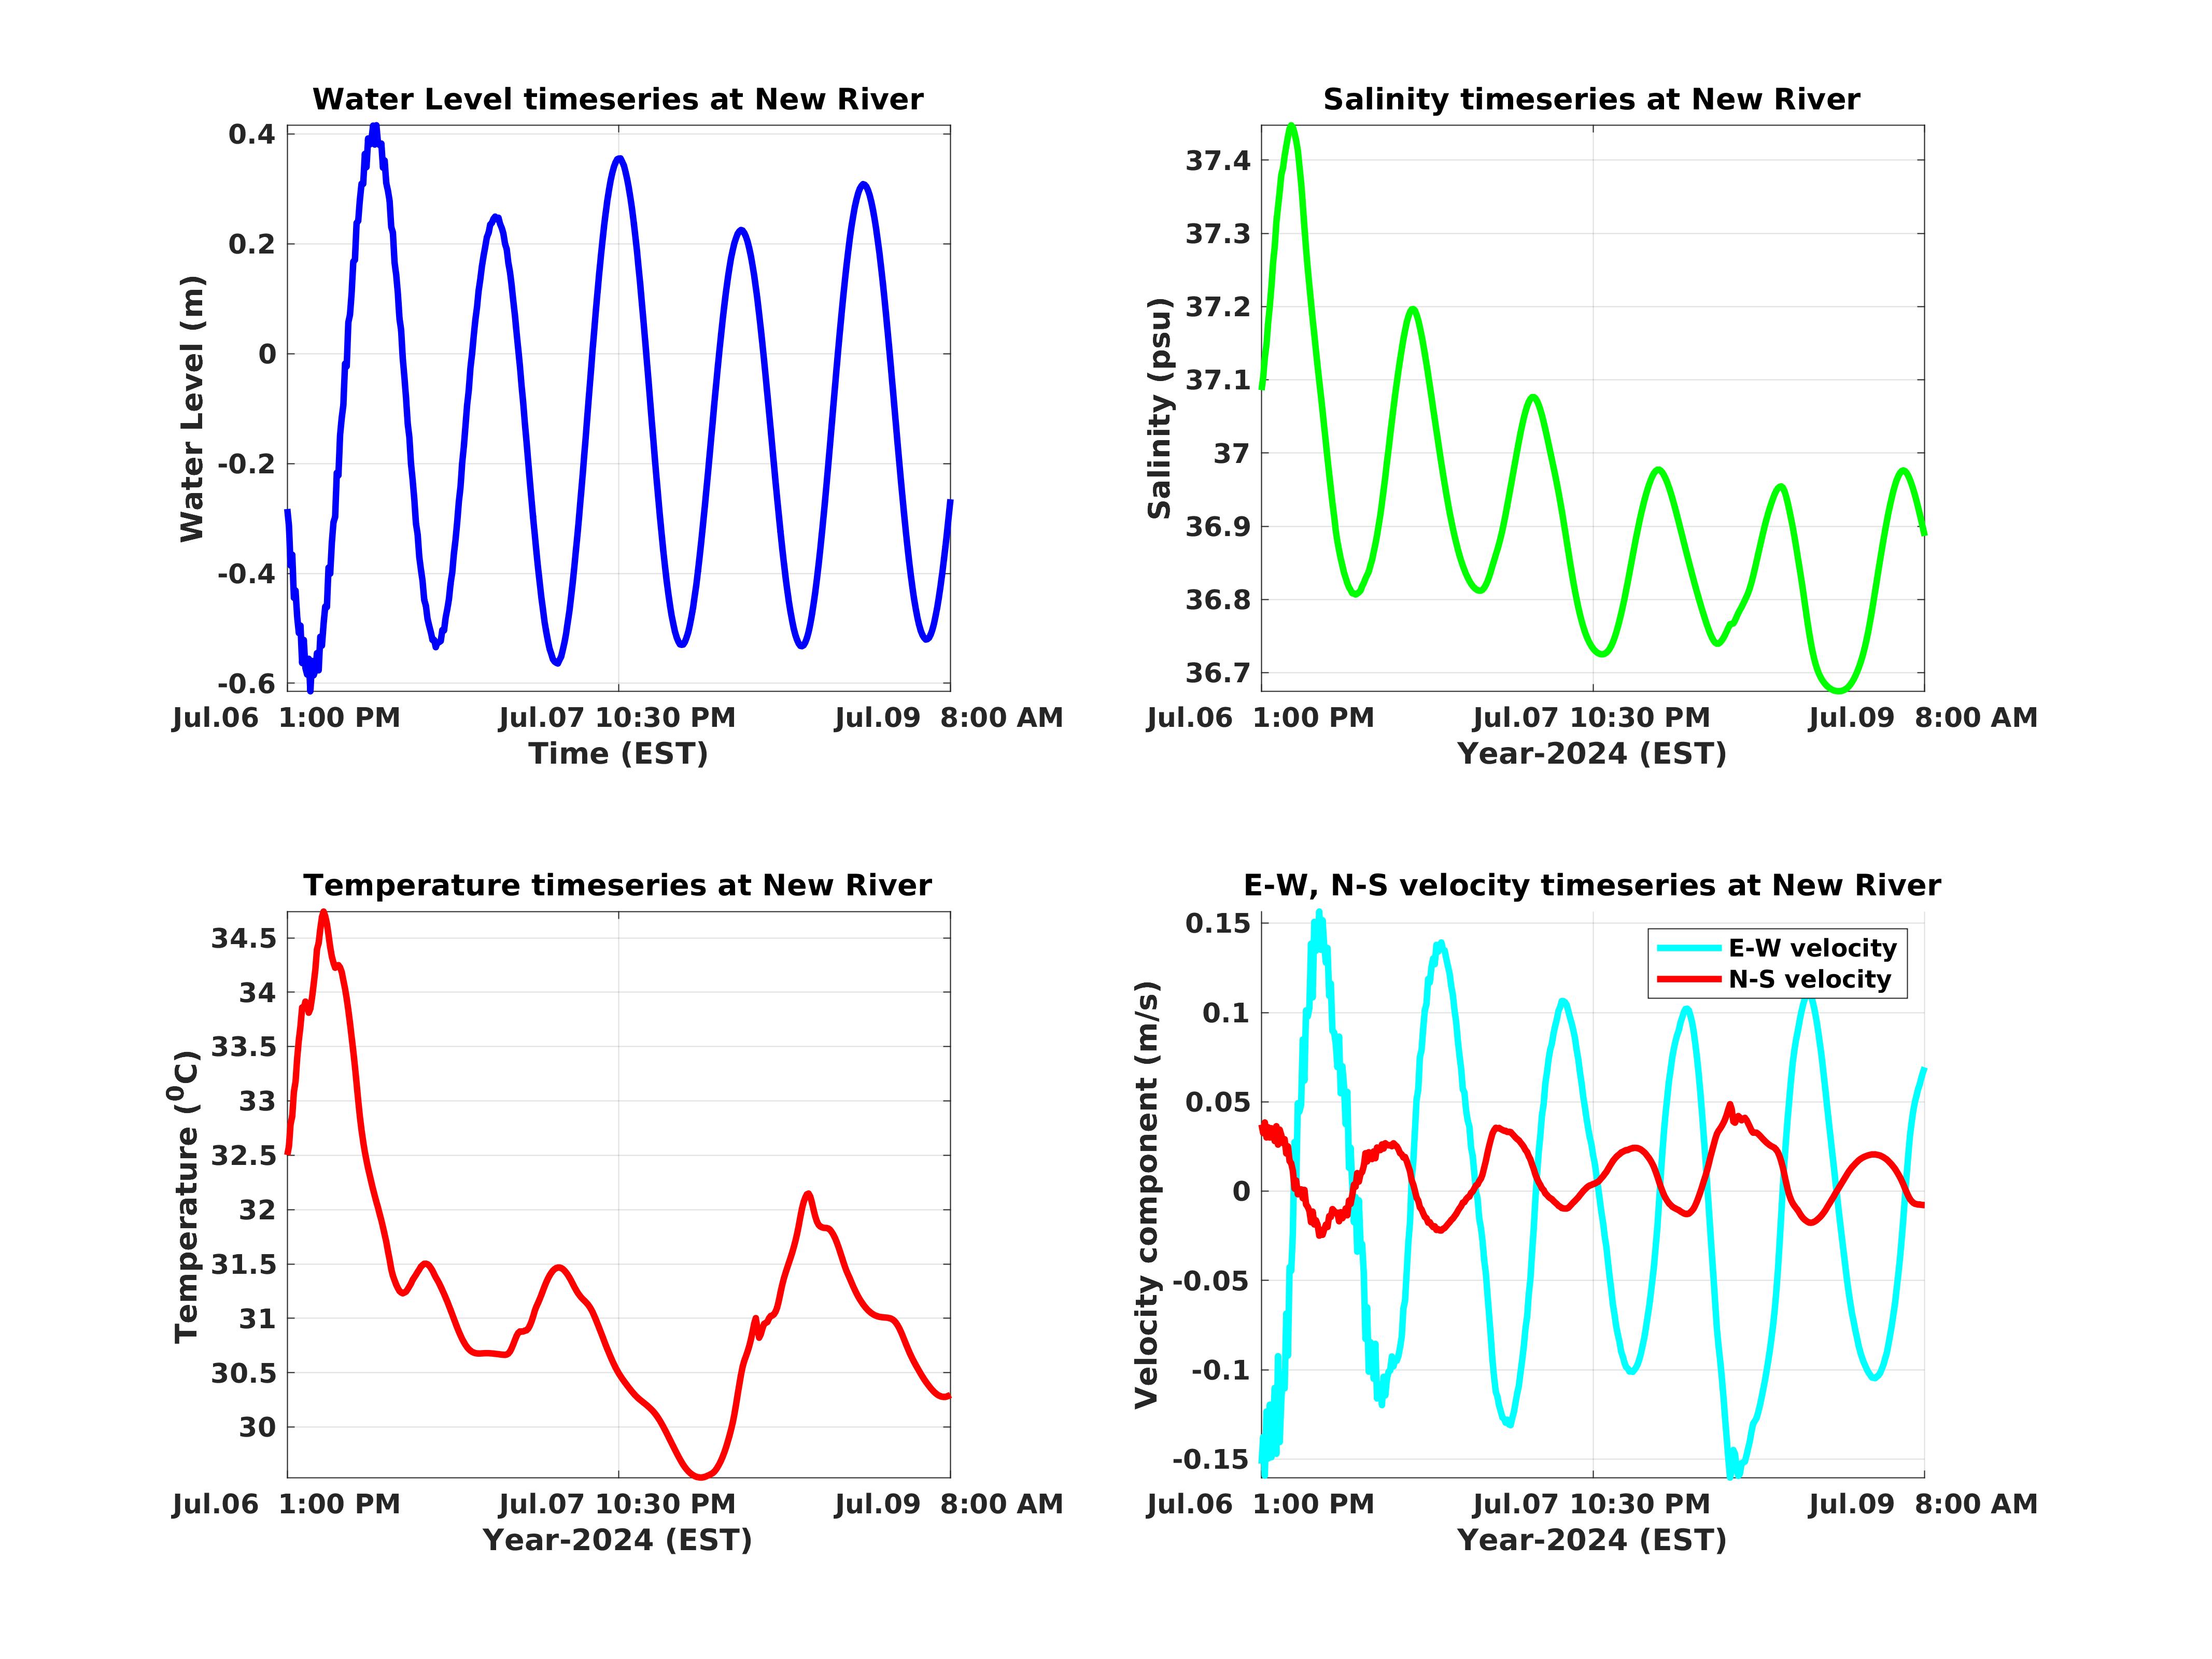 Water Level timeseries at New River
Water Level (m)
0.4
0.2
0
-0.2
-0.4
-0.6
Jul.06 1:00 PM
Jul.07 10:30 PM
Jul.09 8:00 AM
Time (EST)
Salinity timeseries at New River
Salinity (psu)
37.4
37.3
37.2
37.1
37
36.9
36.8
36.7
Jul.06 1:00 PM
Jul.07 10:30 PM
Jul.09 8:00 AM
Year-2024 (EST)
Temperature timeseries at New River
Temperature (⁰C)
34.5
34
33.5
33
32.5
32
31.5
31
30.5
30
Jul.06 1:00 PM
Jul.07 10:30 PM
Jul.09 8:00 AM
Year-2024 (EST)
E-W, N-S velocity timeseries at New River
Velocity component (m/s)
0.15
0.1
0.05
0
-0.05
-0.1
-0.15
E-W velocity
N-S velocity
Jul.06 1:00 PM
Jul.07 10:30 PM
Jul.09 8:00 AM
Year-2024 (EST)